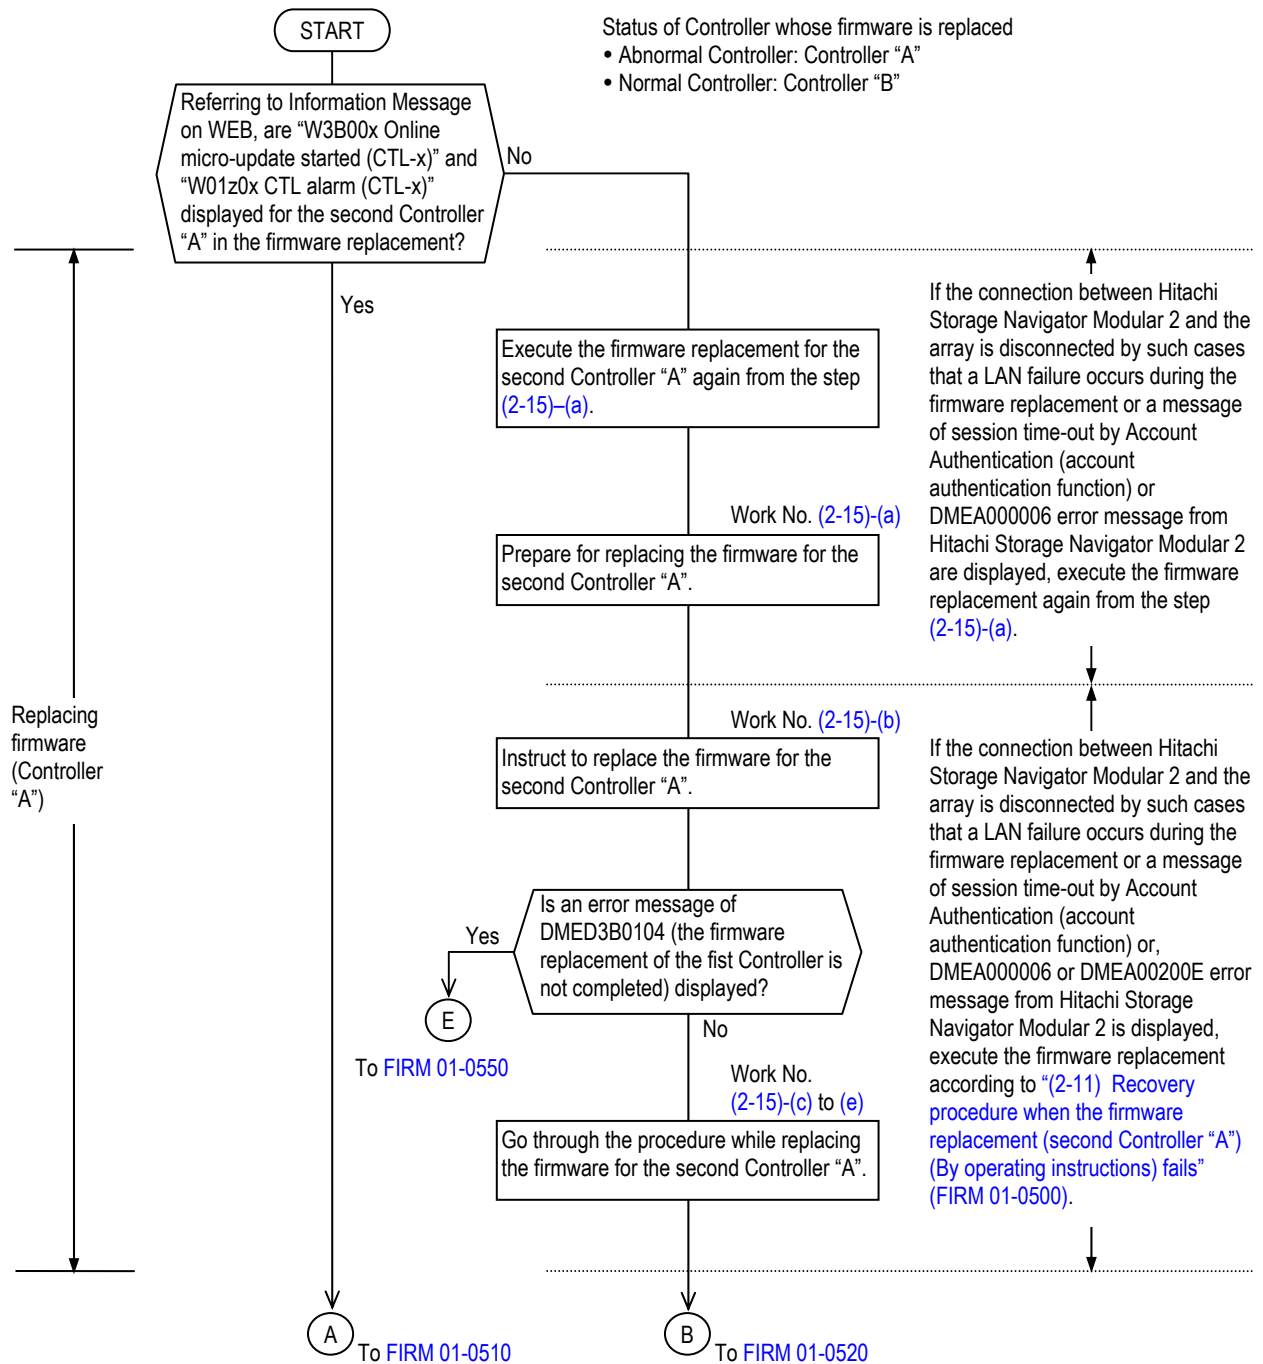 START
Status of Controller whose firmware is replaced
• Abnormal Controller: Controller “A”
• Normal Controller: Controller “B”
Referring to Information Message
on WEB, are “W3B00x Online
micro-update started (CTL-x)” and
“W01z0x CTL alarm (CTL-x)”
displayed for the second Controller
“A” in the firmware replacement?
No
Yes
Execute the firmware replacement for the
second Controller “A” again from the step
(2-15)–(a).
Work No. (2-15)-(a)
Prepare for replacing the firmware for the
second Controller “A”.
If the connection between Hitachi
Storage Navigator Modular 2 and the
array is disconnected by such cases
that a LAN failure occurs during the
firmware replacement or a message
of session time-out by Account
Authentication (account
authentication function) or
DMEA000006 error message from
Hitachi Storage Navigator Modular 2
are displayed, execute the firmware
replacement again from the step
(2-15)-(a).
Replacing
firmware
(Controller
“A”)
Work No. (2-15)-(b)
Instruct to replace the firmware for the
second Controller “A”.
Is an error message of
DMED3B0104 (the firmware
replacement of the fist Controller is
not completed) displayed?
Yes
E
To FIRM 01-0550
No
Work No.
(2-15)-(c) to (e)
Go through the procedure while replacing
the firmware for the second Controller “A”.
If the connection between Hitachi
Storage Navigator Modular 2 and the
array is disconnected by such cases
that a LAN failure occurs during the
firmware replacement or a message
of session time-out by Account
Authentication (account
authentication function) or,
DMEA000006 or DMEA00200E error
message from Hitachi Storage
Navigator Modular 2 is displayed,
execute the firmware replacement
according to “(2-11) Recovery
procedure when the firmware
replacement (second Controller “A”)
(By operating instructions) fails”
(FIRM 01-0500).
A
To FIRM 01-0510
B
To FIRM 01-0520